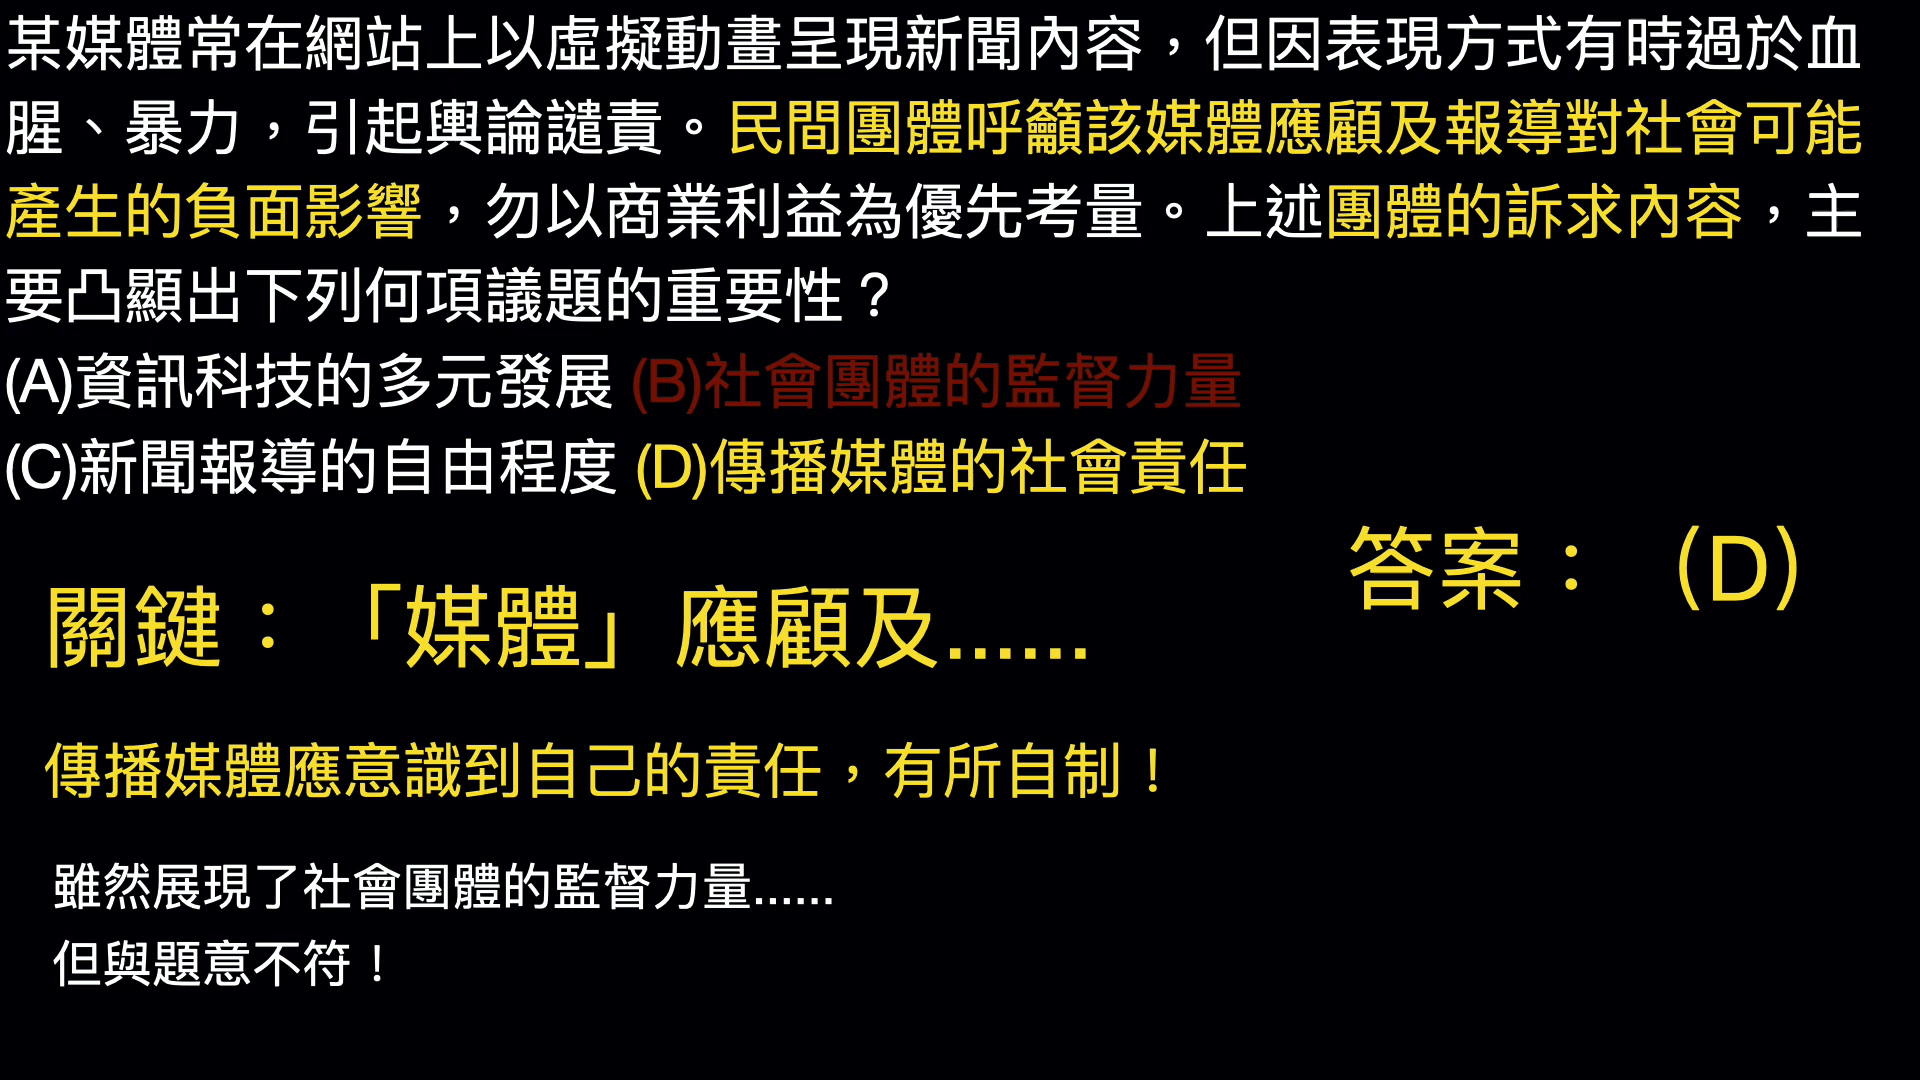 某媒體常在網站上以虛擬動畫呈現新聞內容，但因表現方式有時過於血
腥、暴力，引起輿論譴責。民間團體呼籲該媒體應顧及報導對社會可能
產生的負面影響，勿以商業利益為優先考量。上述團體的訴求內容，主
要凸顯出下列何項議題的重要性？
(A)資訊科技的多元發展 (B)社會團體的監督力量
(C)新聞報導的自由程度 (D)傳播媒體的社會責任
答案：（D）
關鍵：「媒體」應顧及......
傳播媒體應意識到自己的責任，有所自制！
雖然展現了社會團體的監督力量......
但與題意不符！